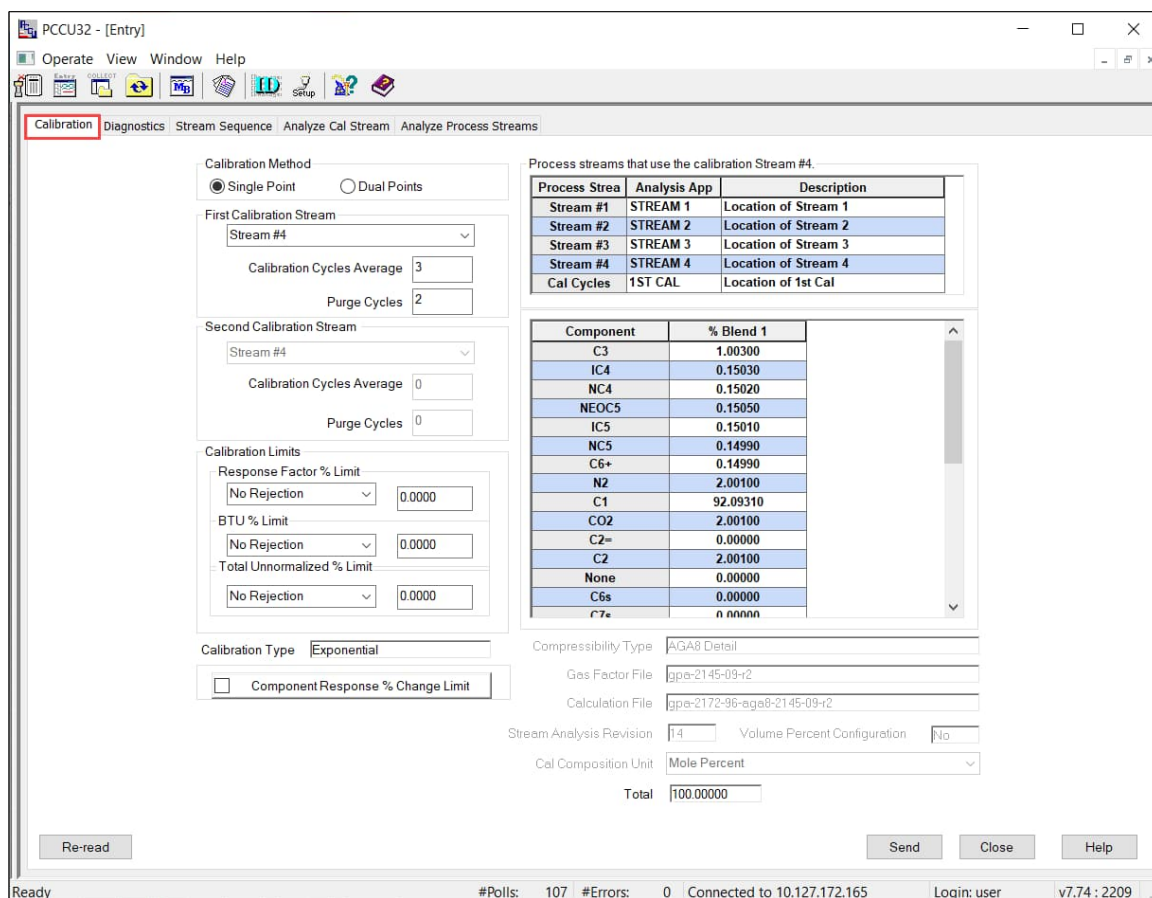 PCCU32 - [Entry]
Operate View Window Help
Entry COLLECT MB ED Setup
Calibration Diagnostics Stream Sequence Analyze Cal Stream Analyze Process Streams
Calibration Method
Single Point Dual Points
First Calibration Stream
Stream #4
Calibration Cycles Average 3
Purge Cycles 2
Second Calibration Stream
Stream #4
Calibration Cycles Average 0
Purge Cycles 0
Calibration Limits
Response Factor % Limit
No Rejection 0.0000
BTU % Limit
No Rejection 0.0000
Total Unnormalized % Limit
No Rejection 0.0000
Calibration Type Exponential
Component Response % Change Limit
Process streams that use the calibration Stream #4.
Process Strea Analysis App Description
Stream #1 STREAM 1 Location of Stream 1
Stream #2 STREAM 2 Location of Stream 2
Stream #3 STREAM 3 Location of Stream 3
Stream #4 STREAM 4 Location of Stream 4
Cal Cycles 1ST CAL Location of 1st Cal
Component % Blend 1
C3 1.00300
IC4 0.15030
NC4 0.15020
NEOC5 0.15050
IC5 0.15010
NC5 0.14990
C6+ 0.14990
N2 2.00100
C1 92.09310
CO2 2.00100
C2= 0.00000
C2 2.00100
None 0.00000
C6s 0.00000
C7s 0.00000
Compressibility Type AGA8 Detail
Gas Factor File gpa-2145-09-r2
Calculation File gpa-2172-96-aga8-2145-09-r2
Stream Analysis Revision 14 Volume Percent Configuration No
Cal Composition Unit Mole Percent
Total 100.00000
Re-read Send Close Help
Ready #Polls: 107 #Errors: 0 Connected to 10.127.172.165 Login: user v7.74 : 2209